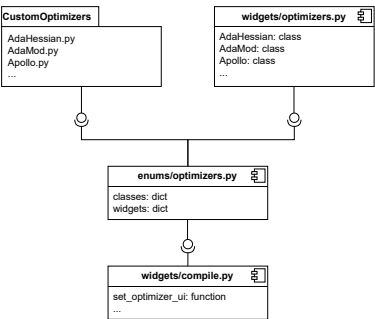 CustomOptimizers
AdaHessian.py
AdaMod.py
Apollo.py
...
widgets/optimizers.py
AdaHessian: class
AdaMod: class
Apollo: class
...
enums/optimizers.py
classes: dict
widgets: dict
widgets/compile.py
set_optimizer_ui: function
...